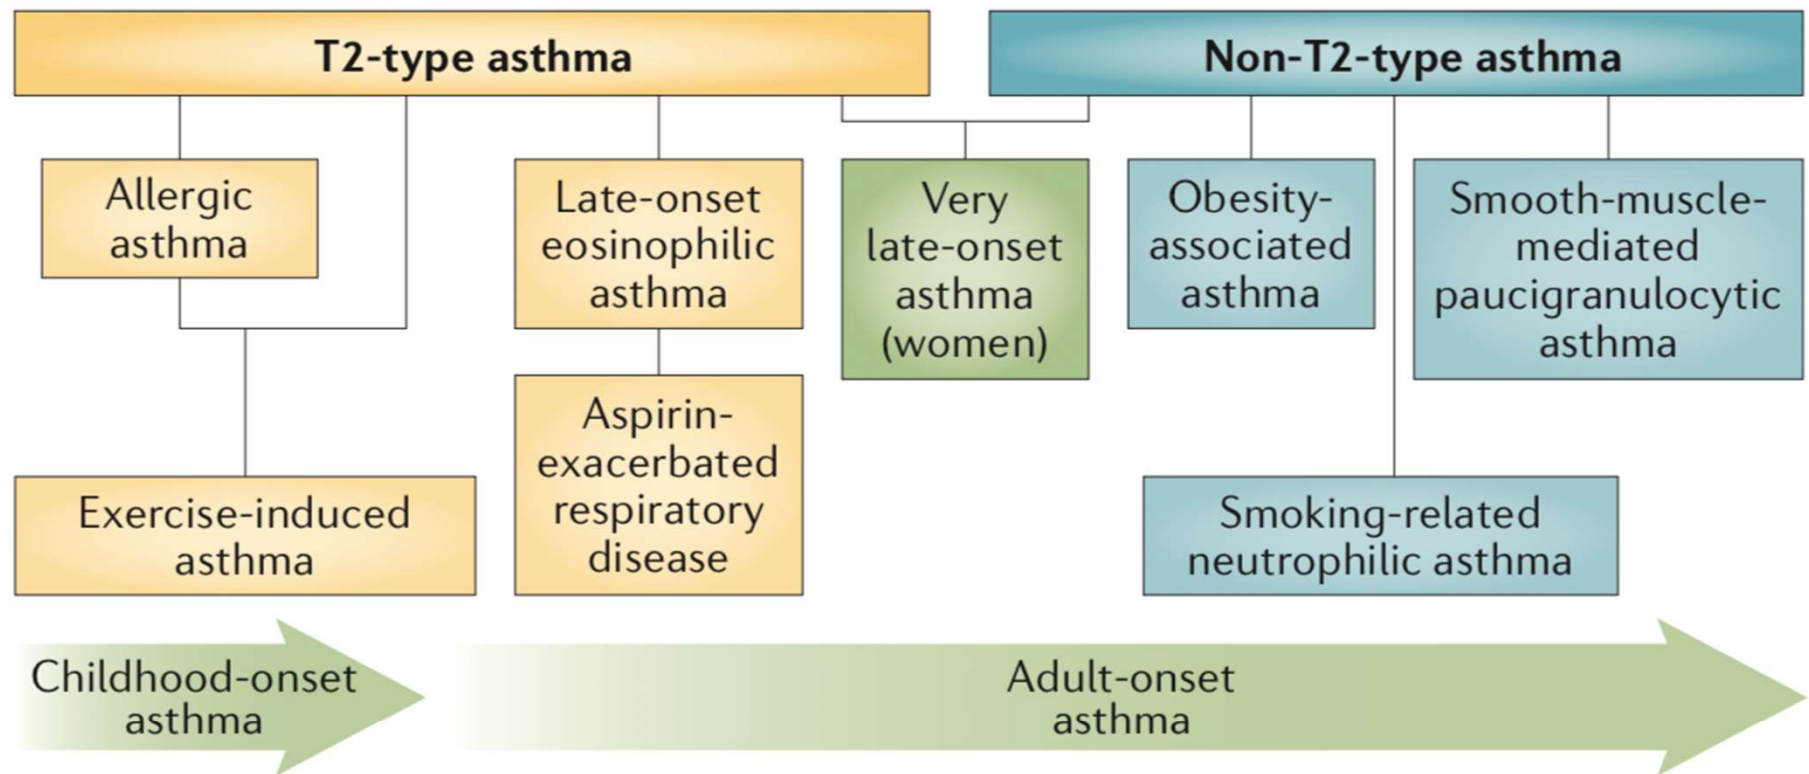 T2-type asthma
Non-T2-type asthma
Allergic
asthma
Late-onset
eosinophilic
asthma
Very
late-onset
asthma
(women)
Obesity-
associated
asthma
Smooth-muscle-
mediated
paucigranulocytic
asthma
Aspirin-
exacerbated
respiratory
disease
Exercise-induced
asthma
Smoking-related
neutrophilic asthma
Childhood-onset
asthma
Adult-onset
asthma